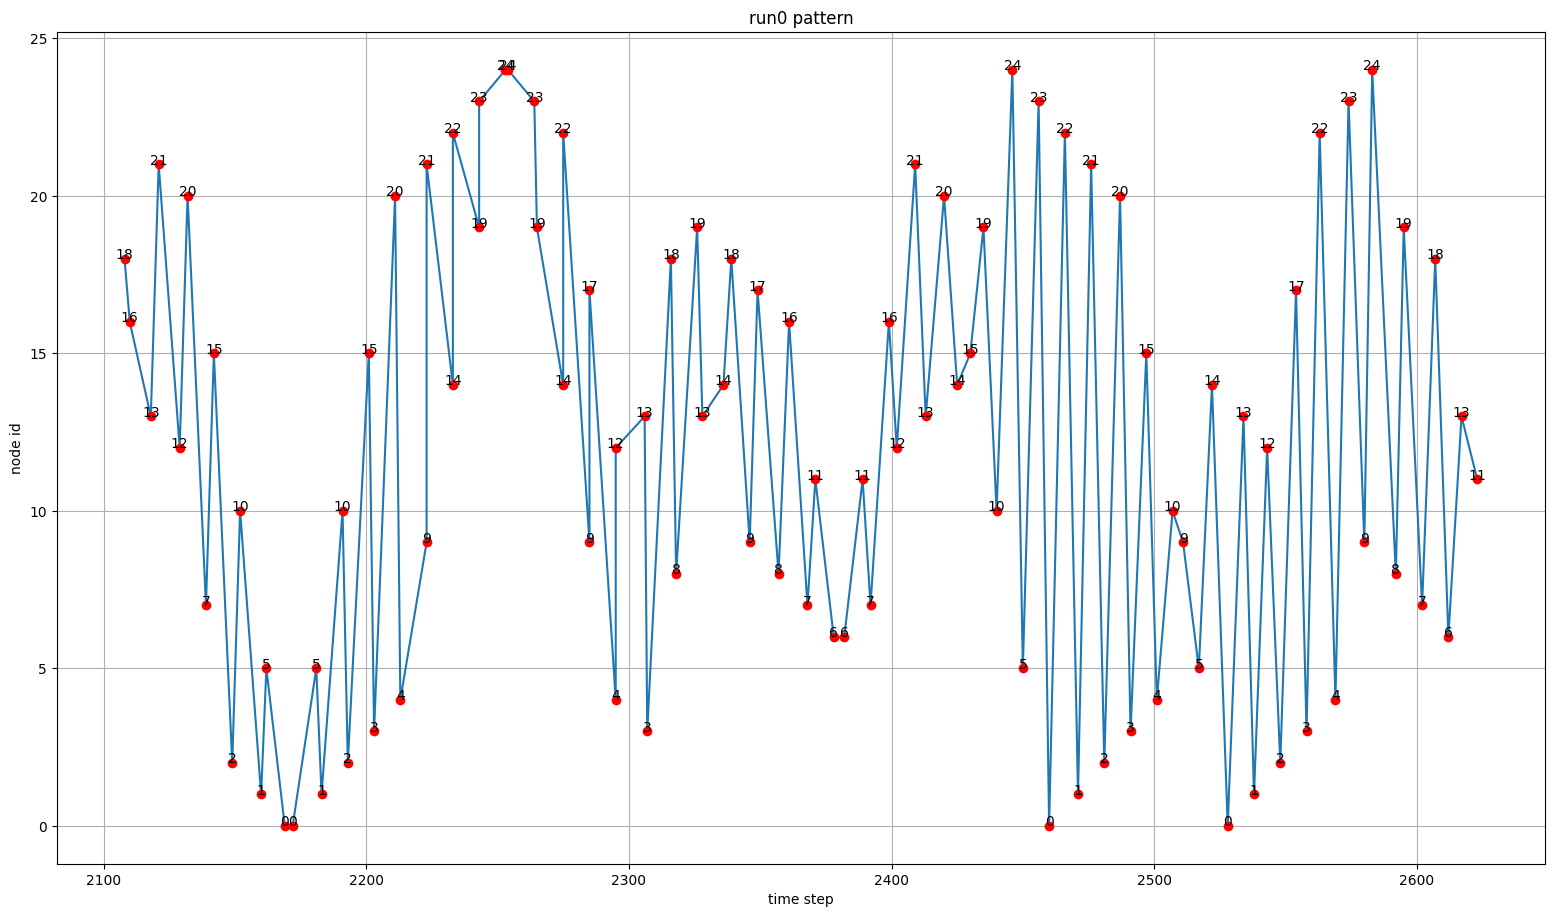 run0 pattern
25
24 24 24 24
23 23 23 23
22 22 22 22
21 21 21 21
20 20 20 20
20
19 19 19 19 19
18 18 18 18
17 17 17
16 16 16
15 15 15 15
15
14 14 14 14 14
13 13 13 13 13 13
12 12 12 12
11 11 11
10 10 10 10
10
9 9 9 9 9
8 8 8
7 7 7 7
6 6 6
5 5 5 5
5
4 4 4 4
3 3 3 3
2 2 2 2
1 1 1 1
0 0 0 0
0
2100 2200 2300 2400 2500 2600
time step
node id